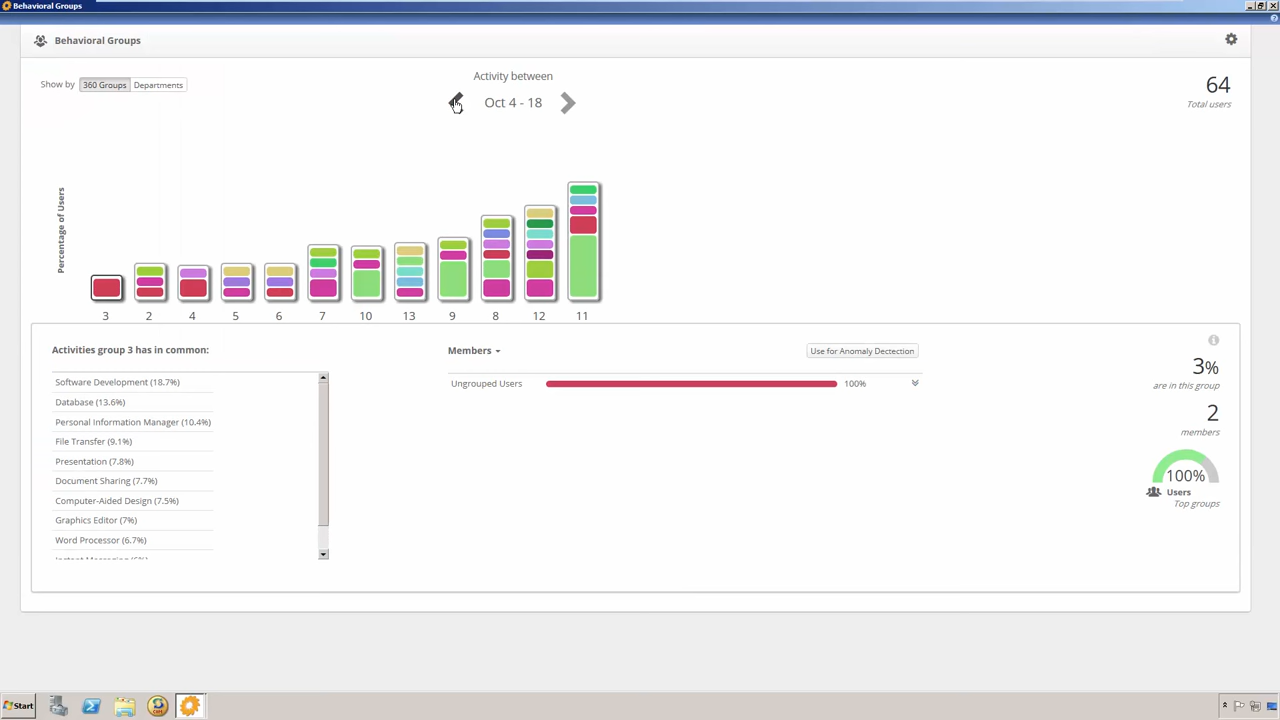 Behavioral Groups
Behavioral Groups
Show by 360 Groups Departments
Activity between
Oct 4 - 18
64
Total users
Percentage of Users
3 2 4 5 6 7 10 13 9 8 12 11
Activities group 3 has in common:
Software Development (18.7%)
Database (13.6%)
Personal Information Manager (10.4%)
File Transfer (9.1%)
Presentation (7.8%)
Document Sharing (7.7%)
Computer-Aided Design (7.5%)
Graphics Editor (7%)
Word Processor (6.7%)
Members
Use for Anomaly Dectection
Ungrouped Users 100%
3%
are in this group
2
members
100%
Users
Top groups
Start